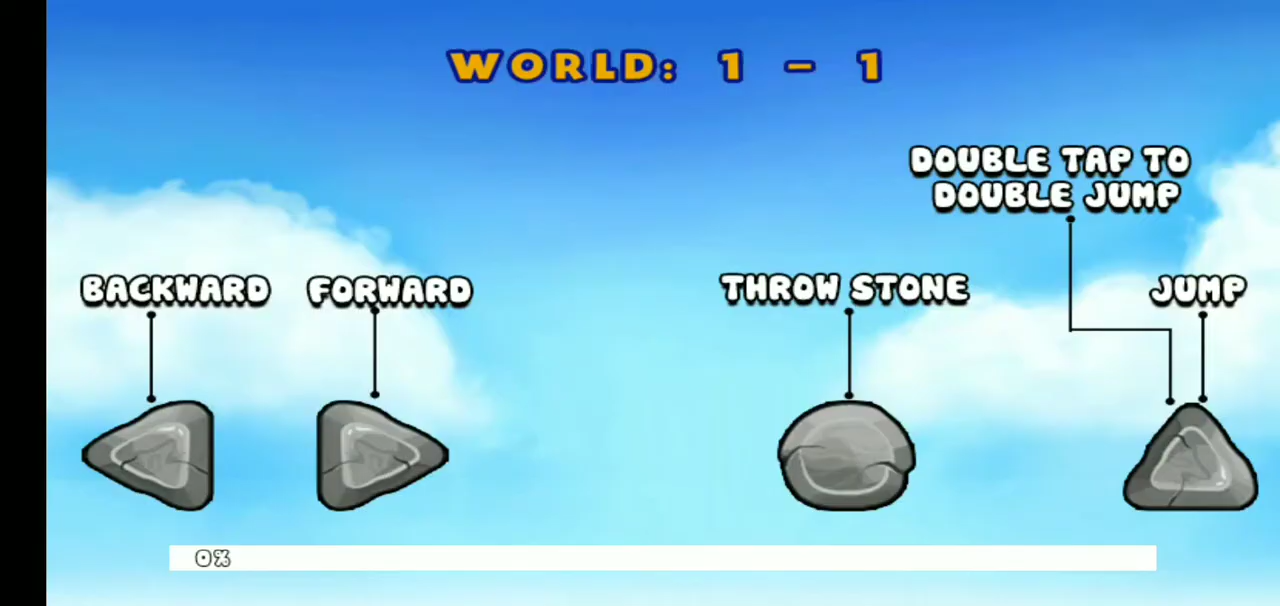 WORLD: 1 - 1
DOUBLE TAP TO
DOUBLE JUMP
BACKWARD
FORWARD
THROW STONE
JUMP
0%